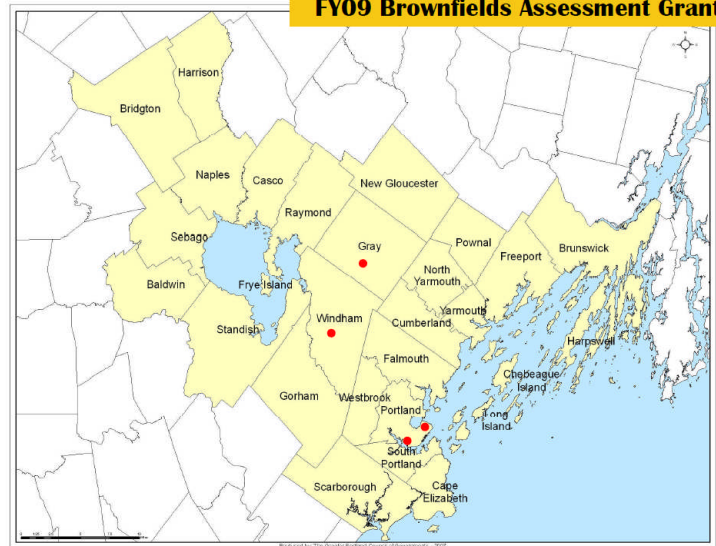 FY09 Brownfields Assessment Grant
Harrison
Bridgton
Naples
Casco
New Gloucester
Raymond
Sebago
Gray
Pownal
Freeport
Brunswick
North
Yarmouth
Baldwin
Frye Island
Yarmouth
Windham
Cumberland
Standish
Harpswell
Falmouth
Chebeague
Island
Gorham
Westbrook
Portland
Long
Island
South
Portland
Scarborough
Cape
Elizabeth